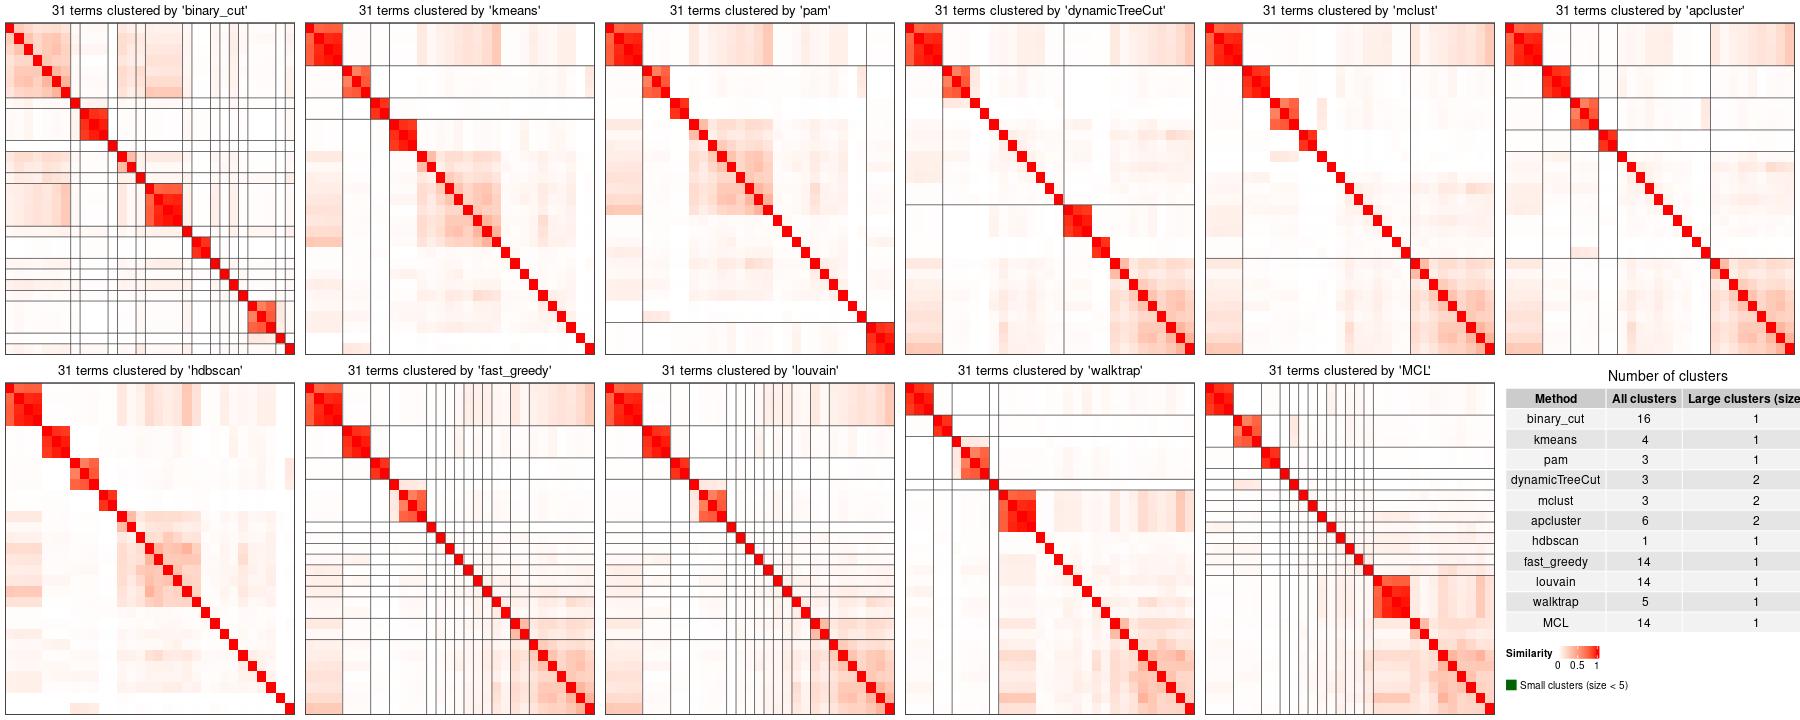 31 terms clustered by 'binary_cut'
31 terms clustered by 'kmeans'
31 terms clustered by 'pam'
31 terms clustered by 'dynamicTreeCut'
31 terms clustered by 'mclust'
31 terms clustered by 'apcluster'
31 terms clustered by 'hdbscan'
31 terms clustered by 'fast_greedy'
31 terms clustered by 'louvain'
31 terms clustered by 'walktrap'
31 terms clustered by 'MCL'
Number of clusters
Method All clusters Large clusters (size
binary_cut 16 1
kmeans 4 1
pam 3 1
dynamicTreeCut 3 2
mclust 3 2
apcluster 6 2
hdbscan 1 1
fast_greedy 14 1
louvain 14 1
walktrap 5 1
MCL 14 1
Similarity
0 0.5 1
Small clusters (size < 5)